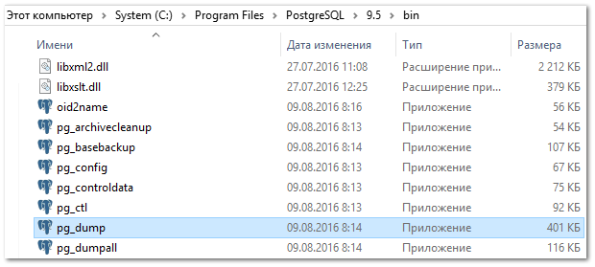 Этот компьютер > System (C:) > Program Files > PostgreSQL > 9.5 > bin
Имени Дата изменения Тип Размера
libxml2.dll 27.07.2016 11:08 Расширение при... 2 212 КБ
libxslt.dll 27.07.2016 12:25 Расширение при... 379 КБ
oid2name 09.08.2016 8:16 Приложение 56 КБ
pg_archivecleanup 09.08.2016 8:13 Приложение 54 КБ
pg_basebackup 09.08.2016 8:14 Приложение 107 КБ
pg_config 09.08.2016 8:13 Приложение 67 КБ
pg_controldata 09.08.2016 8:13 Приложение 75 КБ
pg_ctl 09.08.2016 8:13 Приложение 92 КБ
pg_dump 09.08.2016 8:14 Приложение 401 КБ
pg_dumpall 09.08.2016 8:14 Приложение 116 КБ